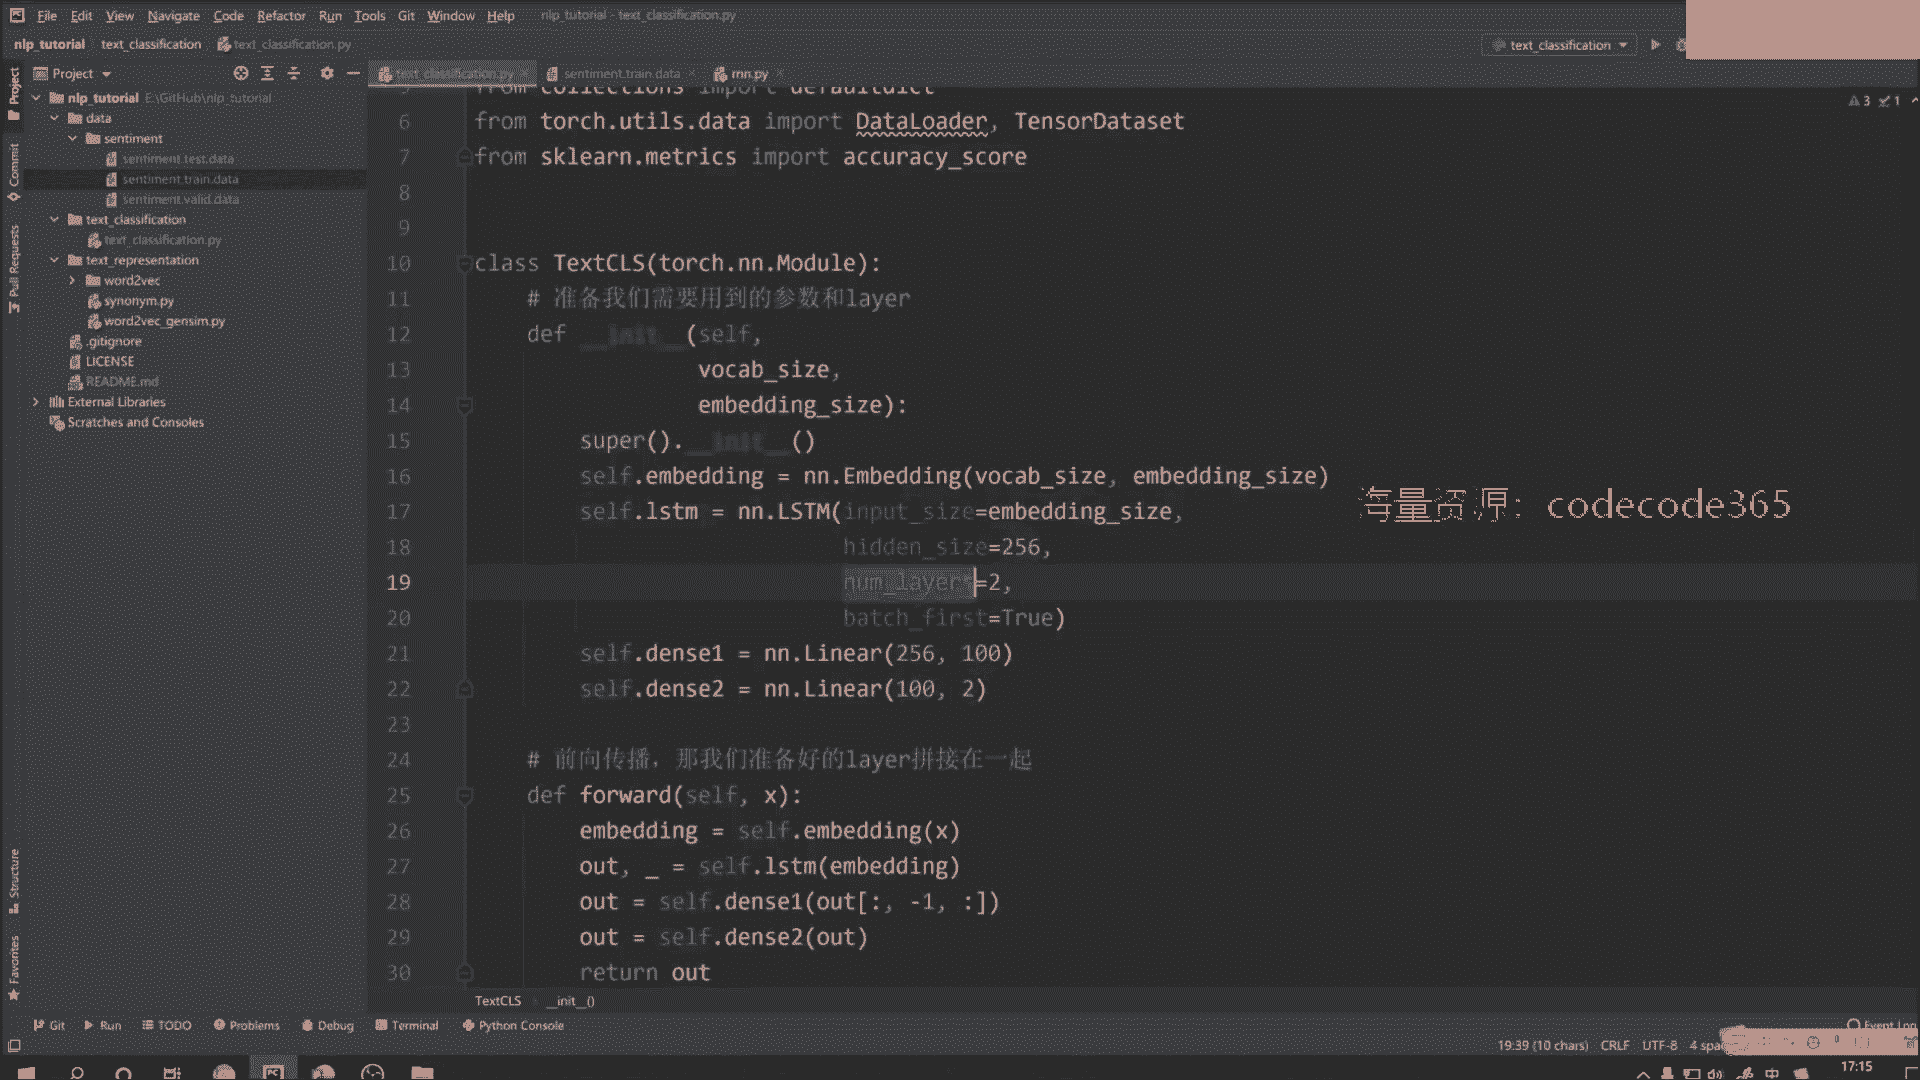 File Edit View Navigate Code Refactor Run Tools Git Window Help nlp_tutorial - text_classification.py
nlp_tutorial text_classification text_classification.py
text_classification
Project
text_classification.py
sentiment.train.data
rnn.py
Project
Commit
Pull Requests
Structure
Favorites
nlp_tutorial E:\GitHub\nlp_tutorial
data
sentiment
sentiment.test.data
sentiment.train.data
sentiment.valid.data
text_classification
text_classification.py
text_representation
word2vec
synonym.py
word2vec_gensim.py
.gitignore
LICENSE
README.md
External Libraries
Scratches and Consoles
3 1
5 from collections import defaultdict
6 from torch.utils.data import DataLoader, TensorDataset
7 from sklearn.metrics import accuracy_score
8
9
10 class TextCLS(torch.nn.Module):
11 # 准备我们需要用到的参数和layer
12 def __init__(self,
13 vocab_size,
14 embedding_size):
15 super().__init__()
16 self.embedding = nn.Embedding(vocab_size, embedding_size)
17 self.lstm = nn.LSTM(input_size=embedding_size,
18 hidden_size=256,
19 num_layers=2,
20 batch_first=True)
21 self.dense1 = nn.Linear(256, 100)
22 self.dense2 = nn.Linear(100, 2)
23
24 # 前向传播，那我们准备好的layer拼接在一起
25 def forward(self, x):
26 embedding = self.embedding(x)
27 out, _ = self.lstm(embedding)
28 out = self.dense1(out[:, -1, :])
29 out = self.dense2(out)
30 return out
海量资源：codecode365
TextCLS __init__()
Git Run TODO Problems Debug Terminal Python Console Event Log
19:39 (10 chars) CRLF UTF-8 4
中 17:15